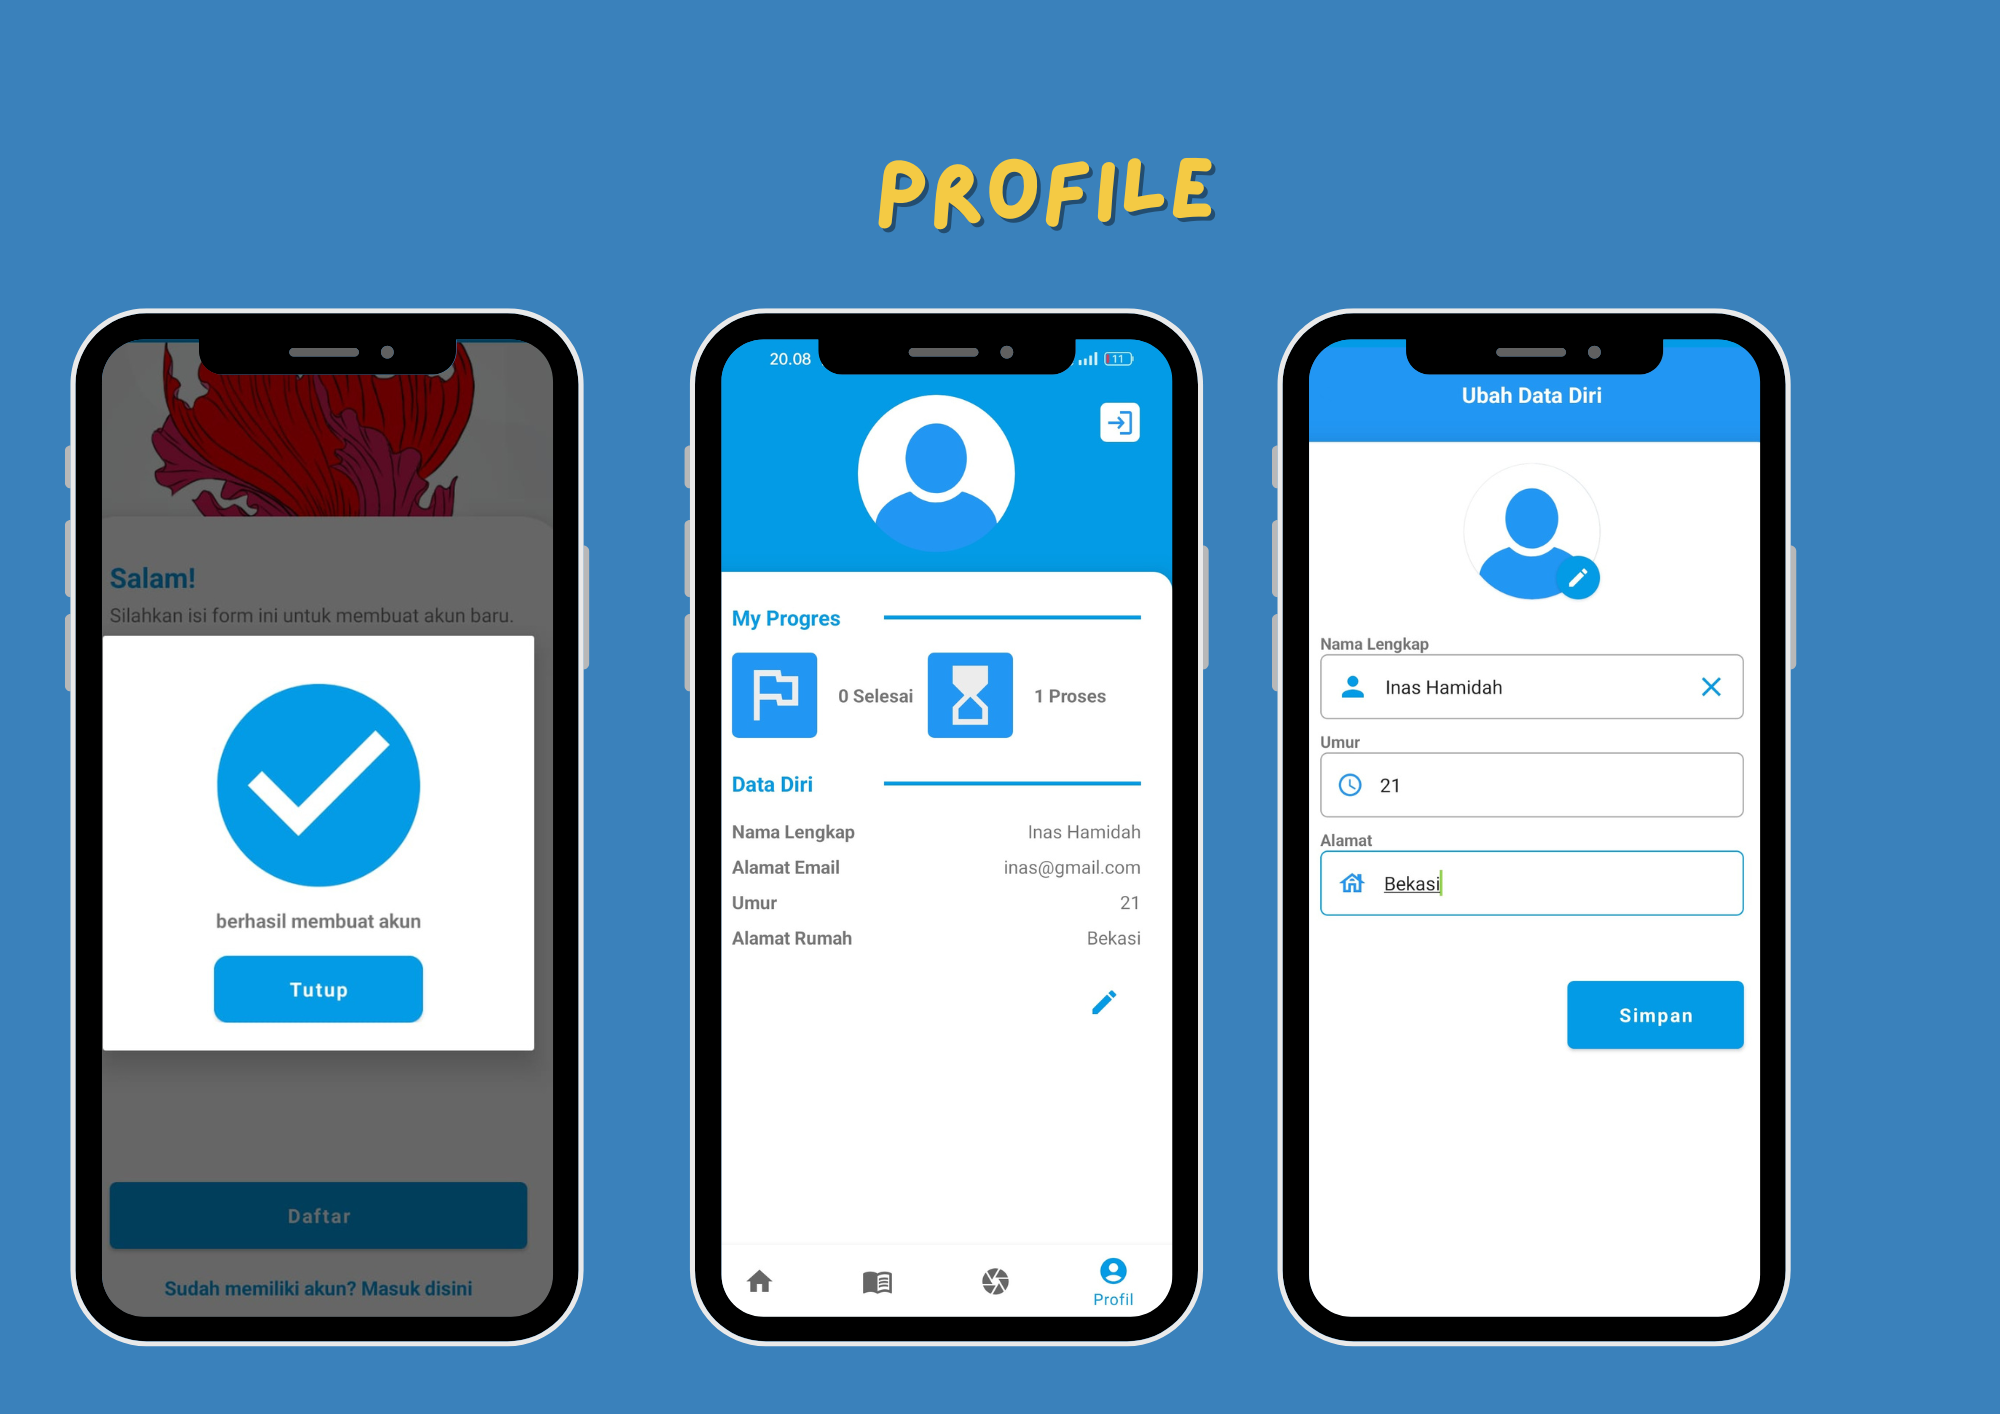 PROFILE
Salam!
Silahkan isi form ini untuk membuat akun baru.
berhasil membuat akun
Tutup
Daftar
Sudah memiliki akun? Masuk disini
20.08
11
My Progres
0 Selesai
1 Proses
Data Diri
Nama Lengkap Inas Hamidah
Alamat Email inas@gmail.com
Umur 21
Alamat Rumah Bekasi
Profil
Ubah Data Diri
Nama Lengkap
Inas Hamidah
Umur
21
Alamat
Bekasi
Simpan